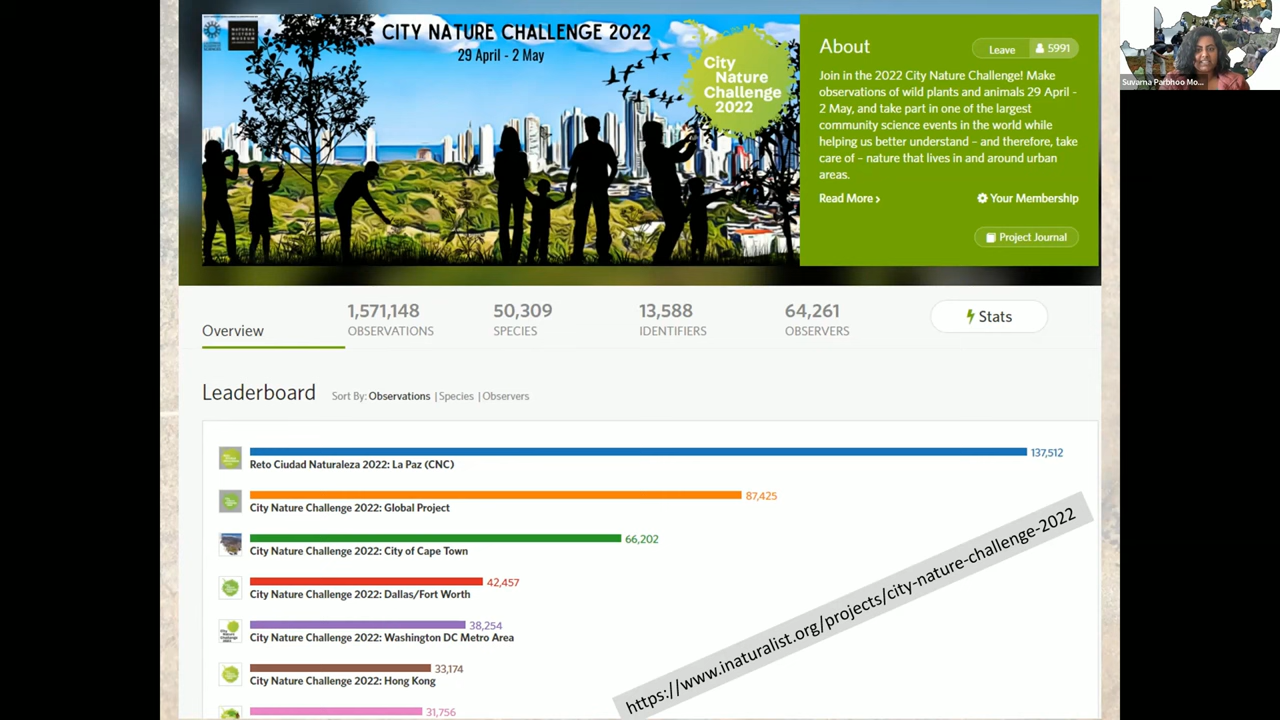 CITY NATURE CHALLENGE 2022
29 April - 2 May
NATURAL
HISTORY
MUSEUM
City
Nature
Challenge
2022
About
Leave
5991
Join in the 2022 City Nature Challenge! Make
observations of wild plants and animals 29 April -
2 May, and take part in one of the largest
community science events in the world while
helping us better understand – and therefore, take
care of – nature that lives in and around urban
areas.
Read More ›
Your Membership
Project Journal
Suvarna Parbhoo Mo...
Overview
1,571,148
OBSERVATIONS
50,309
SPECIES
13,588
IDENTIFIERS
64,261
OBSERVERS
Stats
Leaderboard
Sort By: Observations | Species | Observers
137,512
Reto Ciudad Naturaleza 2022: La Paz (CNC)
87,425
City Nature Challenge 2022: Global Project
66,202
City Nature Challenge 2022: City of Cape Town
42,457
City Nature Challenge 2022: Dallas/Fort Worth
38,254
City Nature Challenge 2022: Washington DC Metro Area
33,174
City Nature Challenge 2022: Hong Kong
31,756
https://www.inaturalist.org/projects/city-nature-challenge-2022